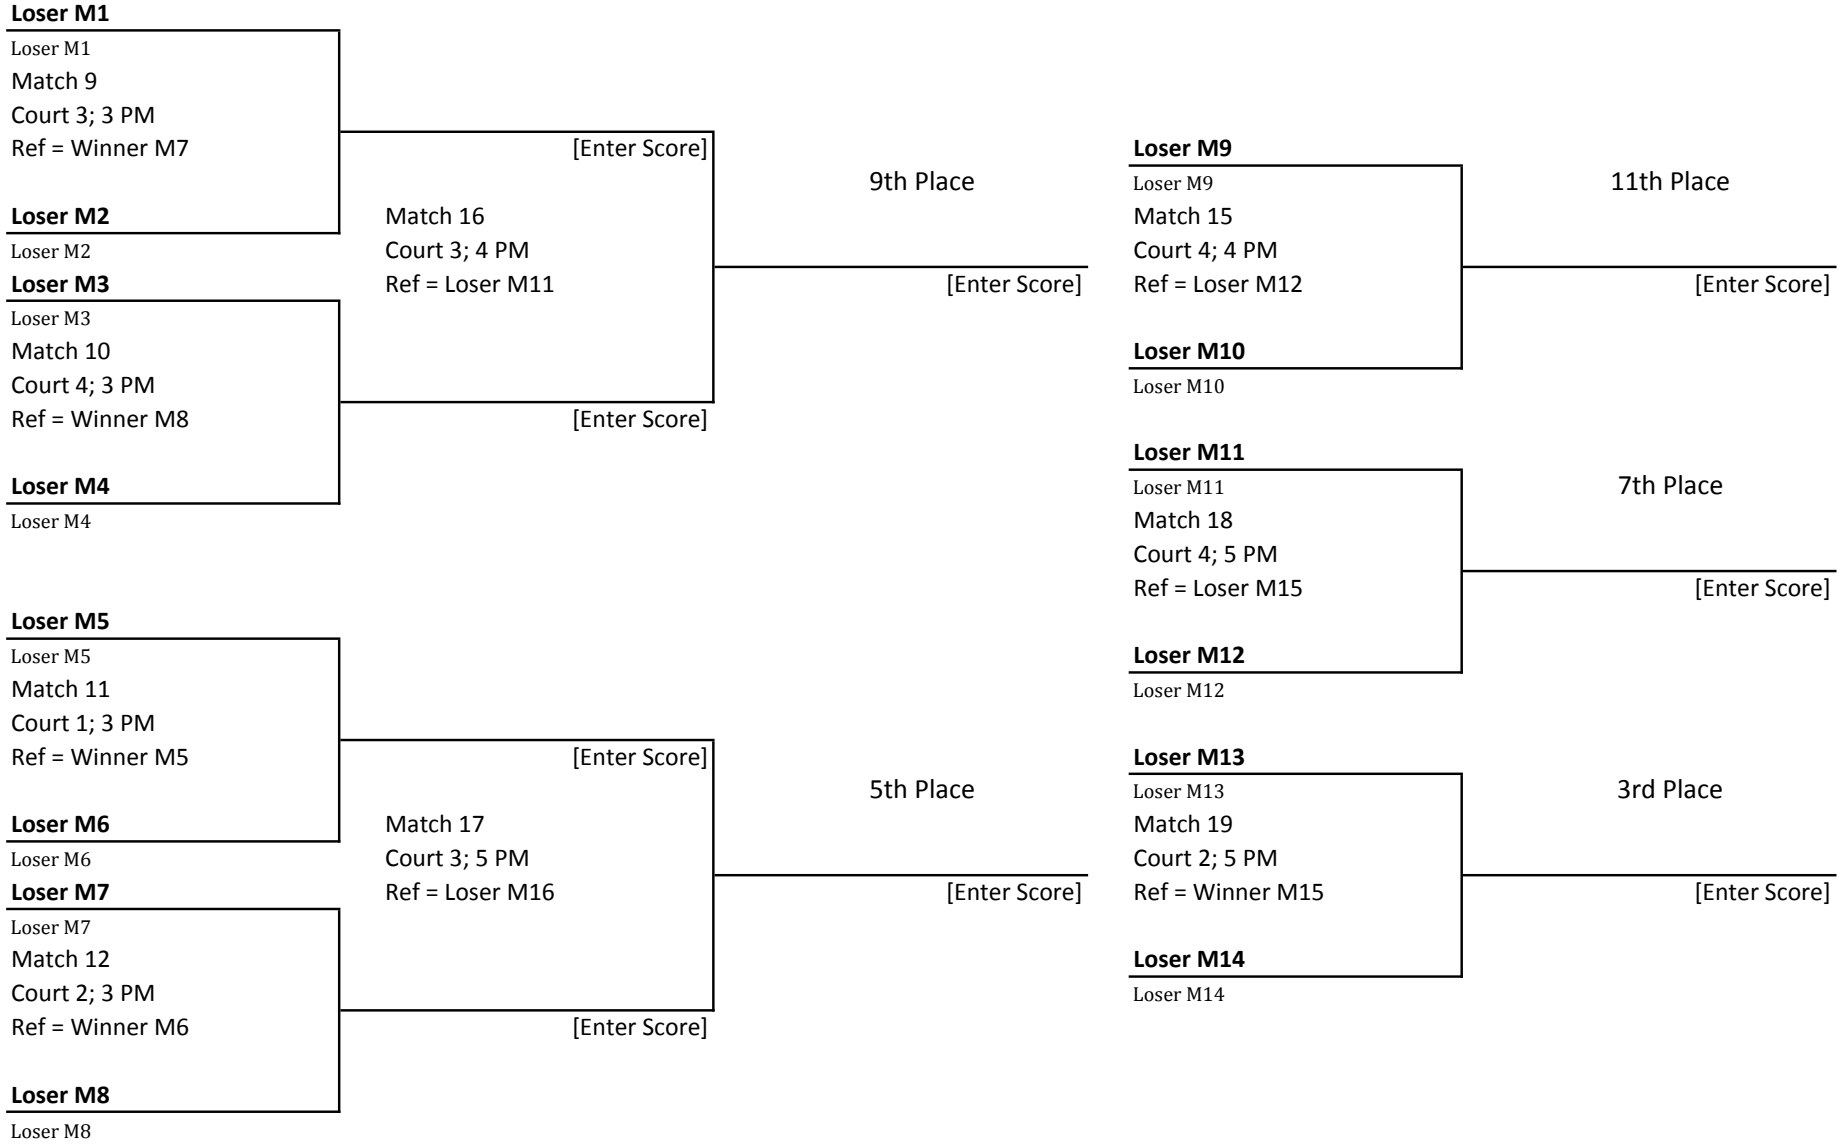 Loser M1
Loser M1
Match 9
Court 3; 3 PM
Ref = Winner M7
Loser M2
Loser M2
Loser M3
Loser M3
Match 10
Court 4; 3 PM
Ref = Winner M8
Loser M4
Loser M4
[Enter Score]
Match 16
Court 3; 4 PM
Ref = Loser M11
[Enter Score]
9th Place
[Enter Score]
Loser M5
Loser M5
Match 11
Court 1; 3 PM
Ref = Winner M5
Loser M6
Loser M6
Loser M7
Loser M7
Match 12
Court 2; 3 PM
Ref = Winner M6
Loser M8
Loser M8
[Enter Score]
Match 17
Court 3; 5 PM
Ref = Loser M16
[Enter Score]
5th Place
[Enter Score]
Loser M9
Loser M9
Match 15
Court 4; 4 PM
Ref = Loser M12
Loser M10
Loser M10
11th Place
[Enter Score]
Loser M11
Loser M11
Match 18
Court 4; 5 PM
Ref = Loser M15
Loser M12
Loser M12
7th Place
[Enter Score]
Loser M13
Loser M13
Match 19
Court 2; 5 PM
Ref = Winner M15
Loser M14
Loser M14
3rd Place
[Enter Score]